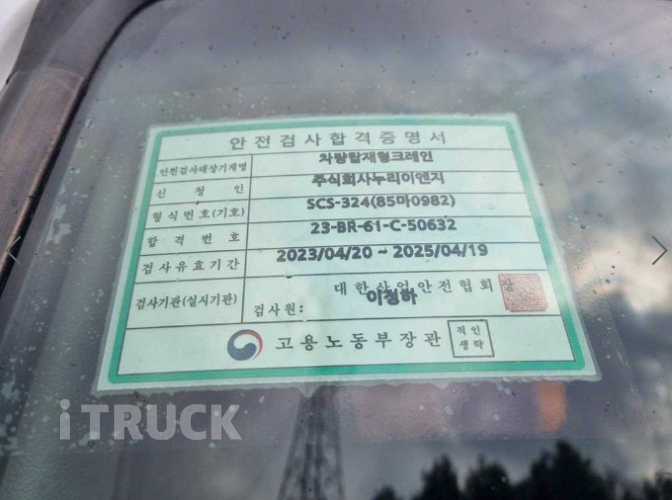 안전검사합격증명서
안전검사대상기계명 차량탑재형크레인
신청인 주식회사누리이엔지
형식번호(기호) SCS-324(85마0982)
합격번호 23-BR-61-C-50632
검사유효기간 2023/04/20 ~ 2025/04/19
검사기관(실시기관) 대한산업안전협회장
검사원: 이정하
고용노동부장관 직인생략
iTRUCK